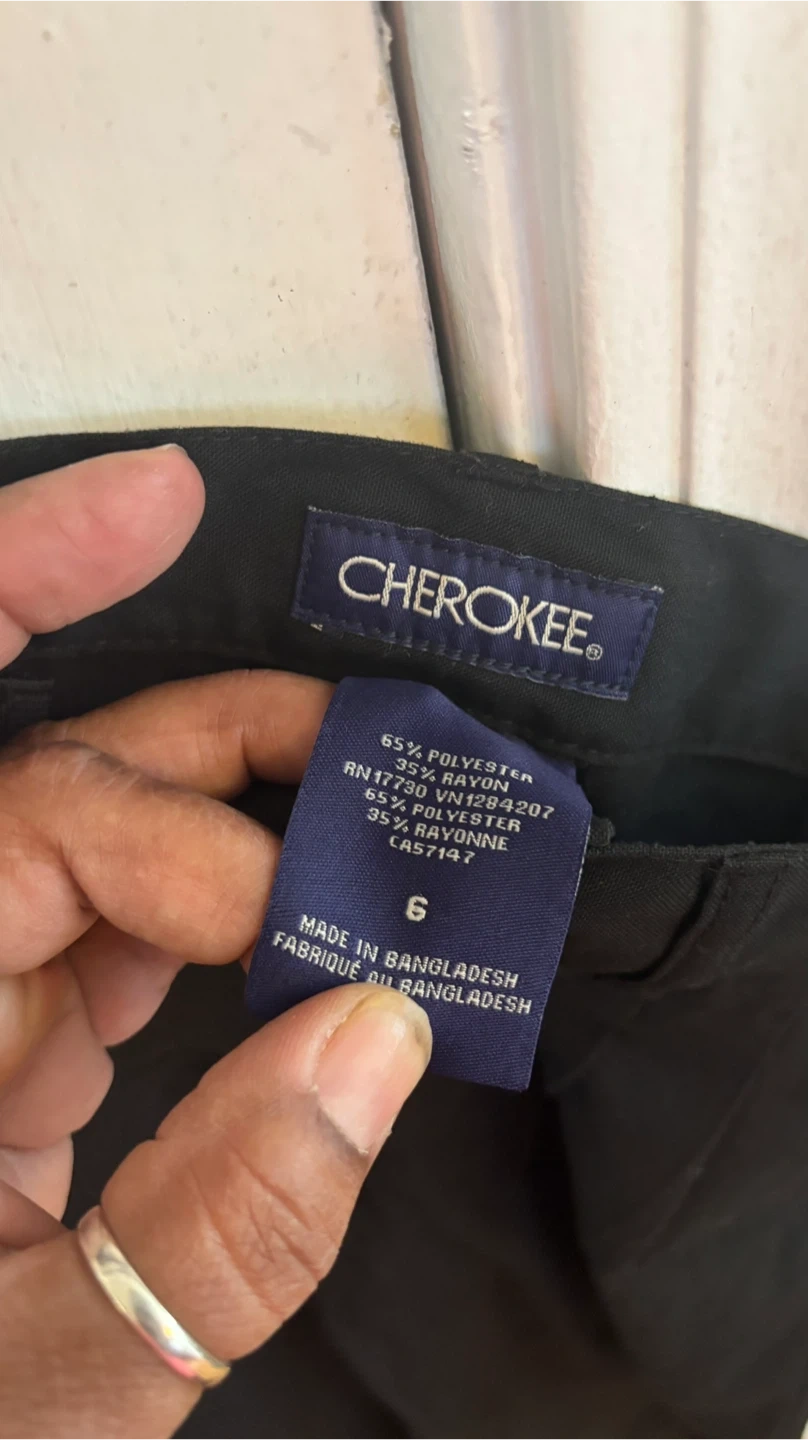 CHEROKEE®
65% POLYESTER
35% RAYON
RN17730 VN1284207
65% POLYESTER
35% RAYONNE
CA57147
6
MADE IN BANGLADESH
FABRIQUÉ AU BANGLADESH